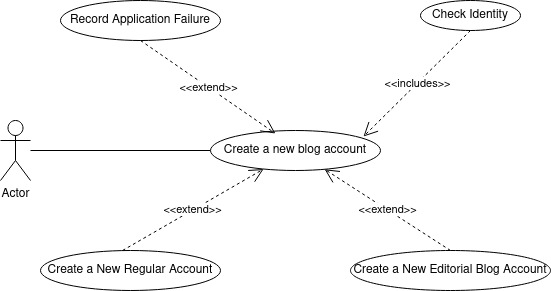 Record Application Failure
Check Identity
<<extend>>
<<includes>>
Create a new blog account
Actor
<<extend>>
<<extend>>
Create a New Regular Account
Create a New Editorial Blog Account